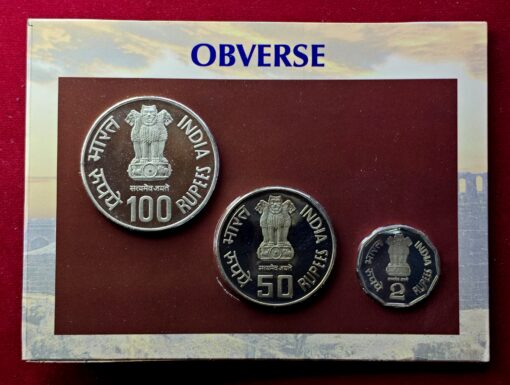 OBVERSE
भारत INDIA
सत्यमेव जयते
रुपये 100 RUPEES
भारत INDIA
सत्यमेव जयते
रुपये 50 RUPEES
भारत INDIA
रुपये 2 RUPEES